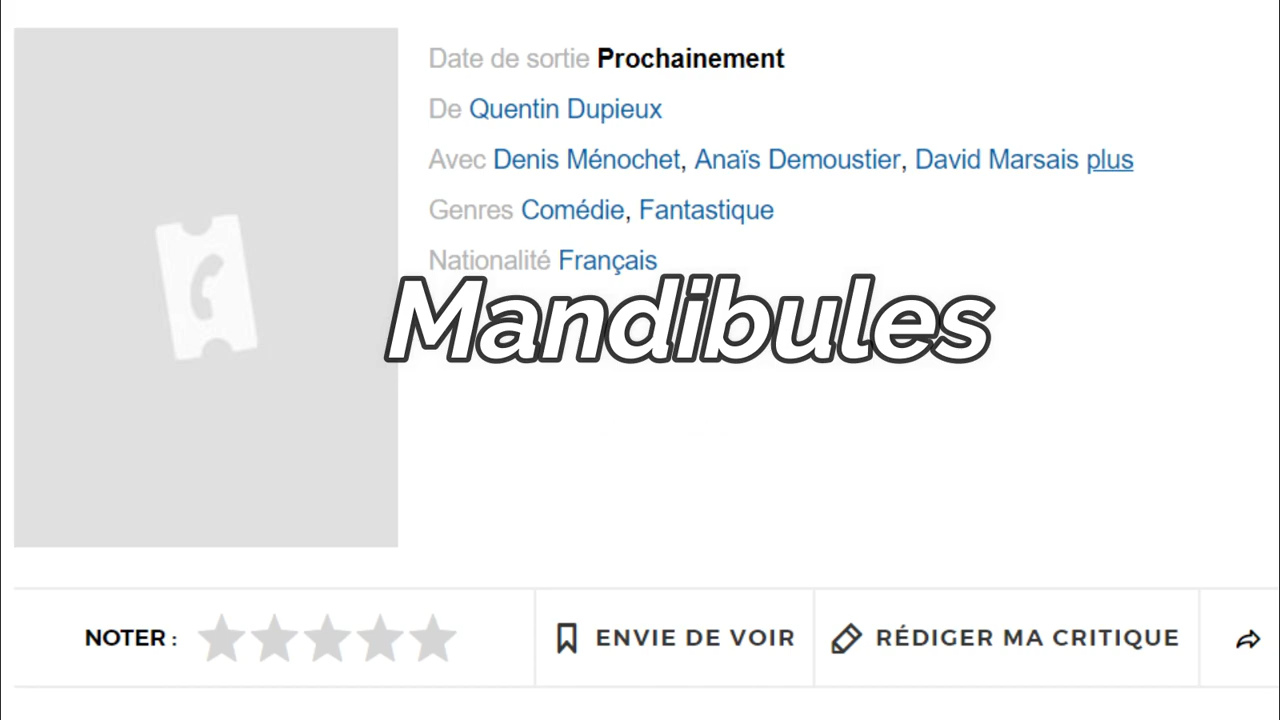 Date de sortie Prochainement
De Quentin Dupieux
Avec Denis Ménochet, Anaïs Demoustier, David Marsais plus
Genres Comédie, Fantastique
Nationalité Français
Mandibules
NOTER : ENVIE DE VOIR RÉDIGER MA CRITIQUE